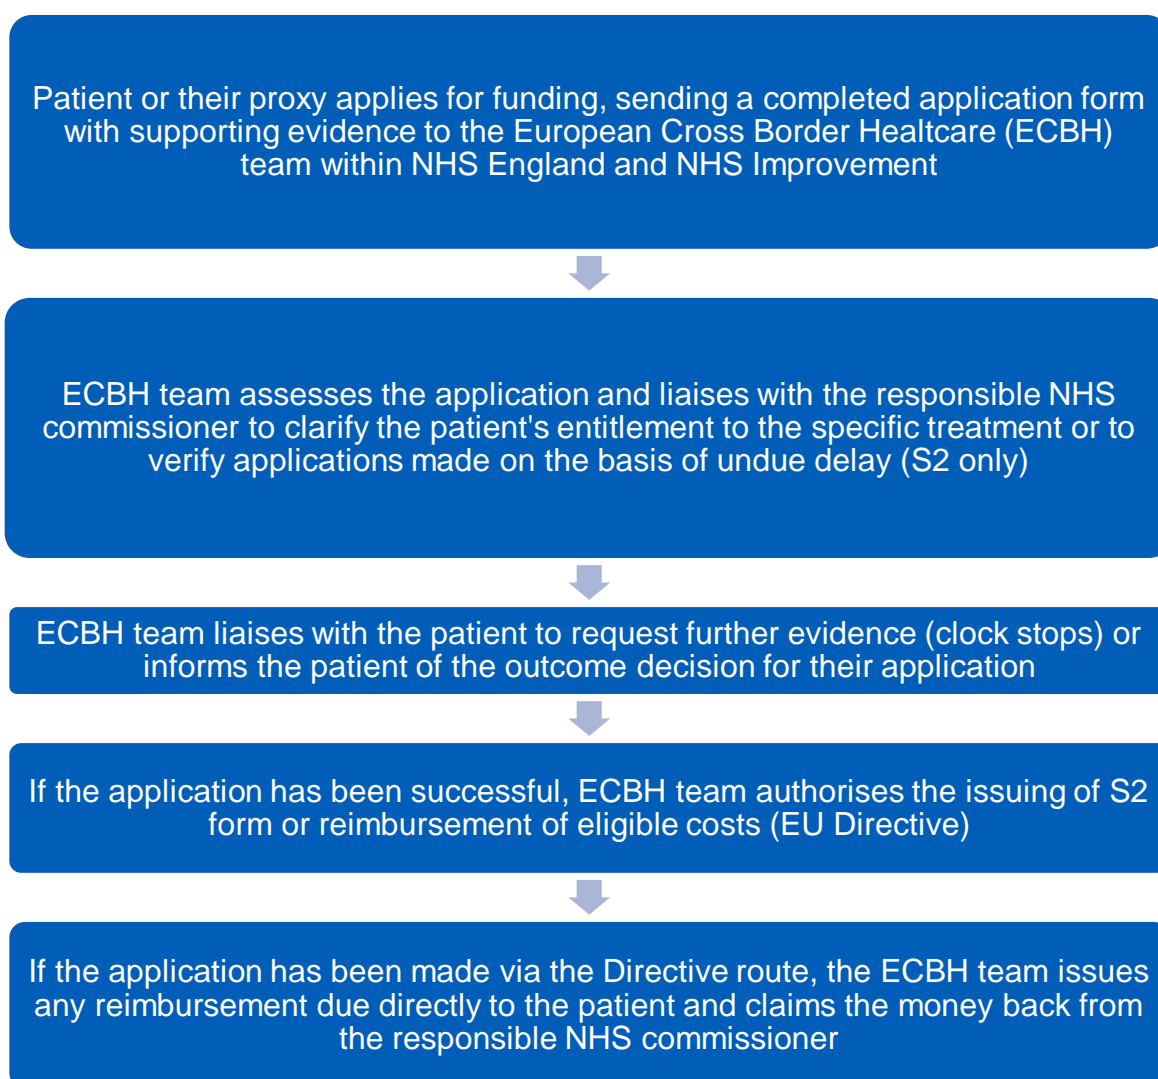 Patient or their proxy applies for funding, sending a completed application form
with supporting evidence to the European Cross Border Healtcare (ECBH)
team within NHS England and NHS Improvement
ECBH team assesses the application and liaises with the responsible NHS
commissioner to clarify the patient's entitlement to the specific treatment or to
verify applications made on the basis of undue delay (S2 only)
ECBH team liaises with the patient to request further evidence (clock stops) or
informs the patient of the outcome decision for their application
If the application has been successful, ECBH team authorises the issuing of S2
form or reimbursement of eligible costs (EU Directive)
If the application has been made via the Directive route, the ECBH team issues
any reimbursement due directly to the patient and claims the money back from
the responsible NHS commissioner